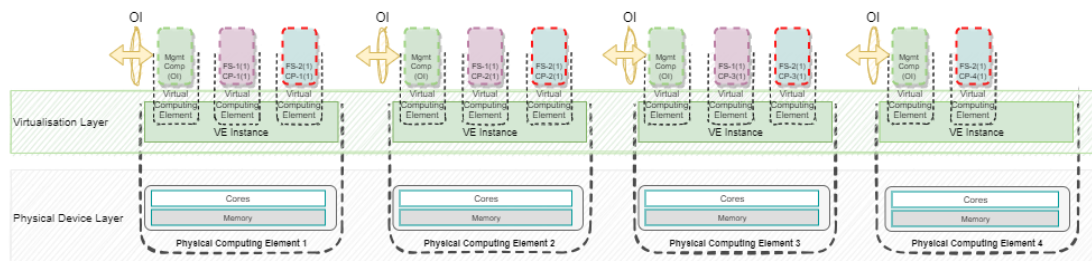 OI OI OI OI
Mgmt Comp (OI) FS-1(1) CP-1(1) FS-2(1) CP-1(1)
Mgmt Comp (OI) FS-1(1) CP-2(1) FS-2(1) CP-2(1)
Mgmt Comp (OI) FS-1(1) CP-3(1) FS-2(1) CP-3(1)
Mgmt Comp (OI) FS-2(1) CP-4(1)
Virtual Virtual Virtual Virtual Virtual Virtual Virtual Virtual Virtual Virtual Virtual
Computing Computing Computing Computing Computing Computing Computing Computing Computing Computing Computing
Element Element Element Element Element Element Element Element Element Element Element
Virtualisation Layer
VE Instance VE Instance VE Instance VE Instance
Cores Cores Cores Cores
Physical Device Layer
Memory Memory Memory Memory
Physical Computing Element 1 Physical Computing Element 2 Physical Computing Element 3 Physical Computing Element 4